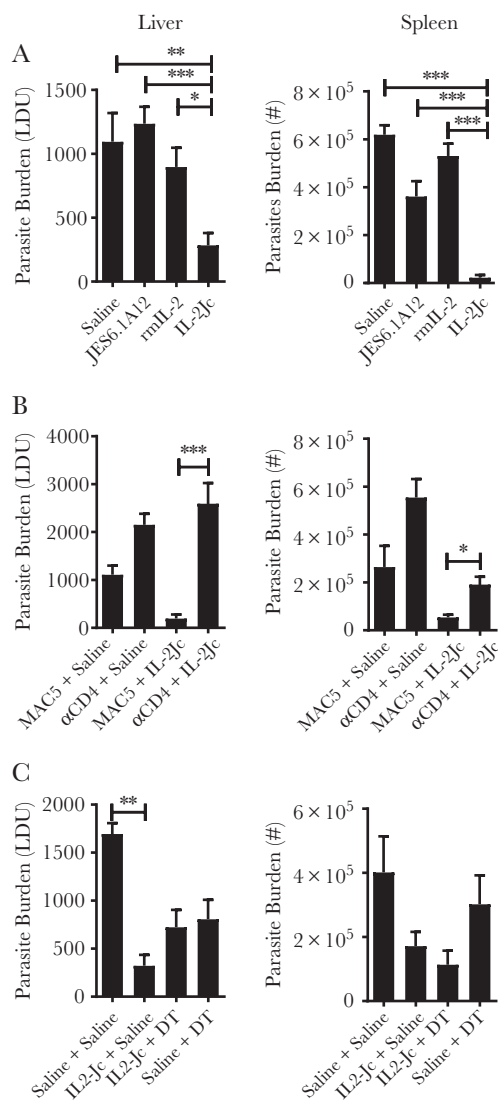 Liver
Spleen
A
**
***
*
Parasite Burden (LDU)
1500
1000
500
0
Saline
JES6.1A12
rmIL-2
IL-2Jc
***
***
***
Parasites Burden (#)
8 × 10⁵
6 × 10⁵
4 × 10⁵
2 × 10⁵
0
Saline
JES6.1A12
rmIL-2
IL-2Jc
B
***
Parasite Burden (LDU)
4000
3000
2000
1000
0
MAC5 + Saline
αCD4 + Saline
MAC5 + IL-2Jc
αCD4 + IL-2Jc
*
Parasite Burden (#)
8 × 10⁵
6 × 10⁵
4 × 10⁵
2 × 10⁵
0
MAC5 + Saline
αCD4 + Saline
MAC5 + IL-2Jc
αCD4 + IL-2Jc
C
**
Parasite Burden (LDU)
2000
1500
1000
500
0
Saline + Saline
IL2-Jc + Saline
IL2-Jc + DT
Saline + DT
Parasite Burden (#)
6 × 10⁵
4 × 10⁵
2 × 10⁵
0
Saline + Saline
IL2-Jc + Saline
IL2-Jc + DT
Saline + DT